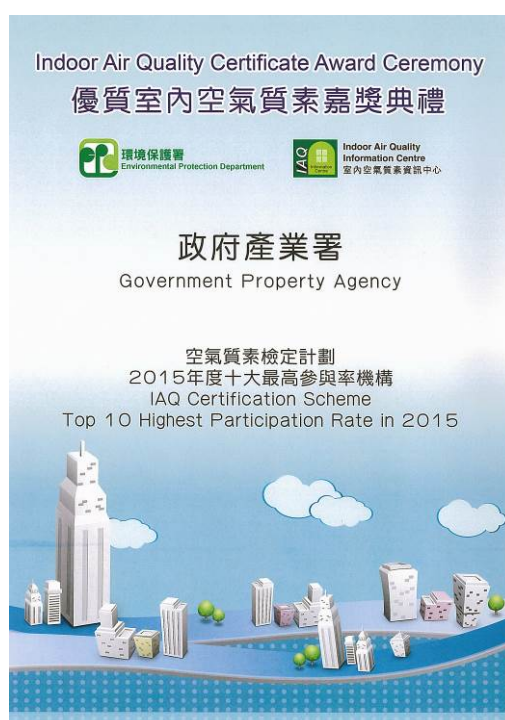 Indoor Air Quality Certificate Award Ceremony
優質室內空氣質素嘉獎典禮
環境保護署
Environmental Protection Department
IAQ
Information
Centre
Indoor Air Quality
Information Centre
室內空氣質素資訊中心
政府產業署
Government Property Agency
空氣質素檢定計劃
2015年度十大最高參與率機構
IAQ Certification Scheme
Top 10 Highest Participation Rate in 2015